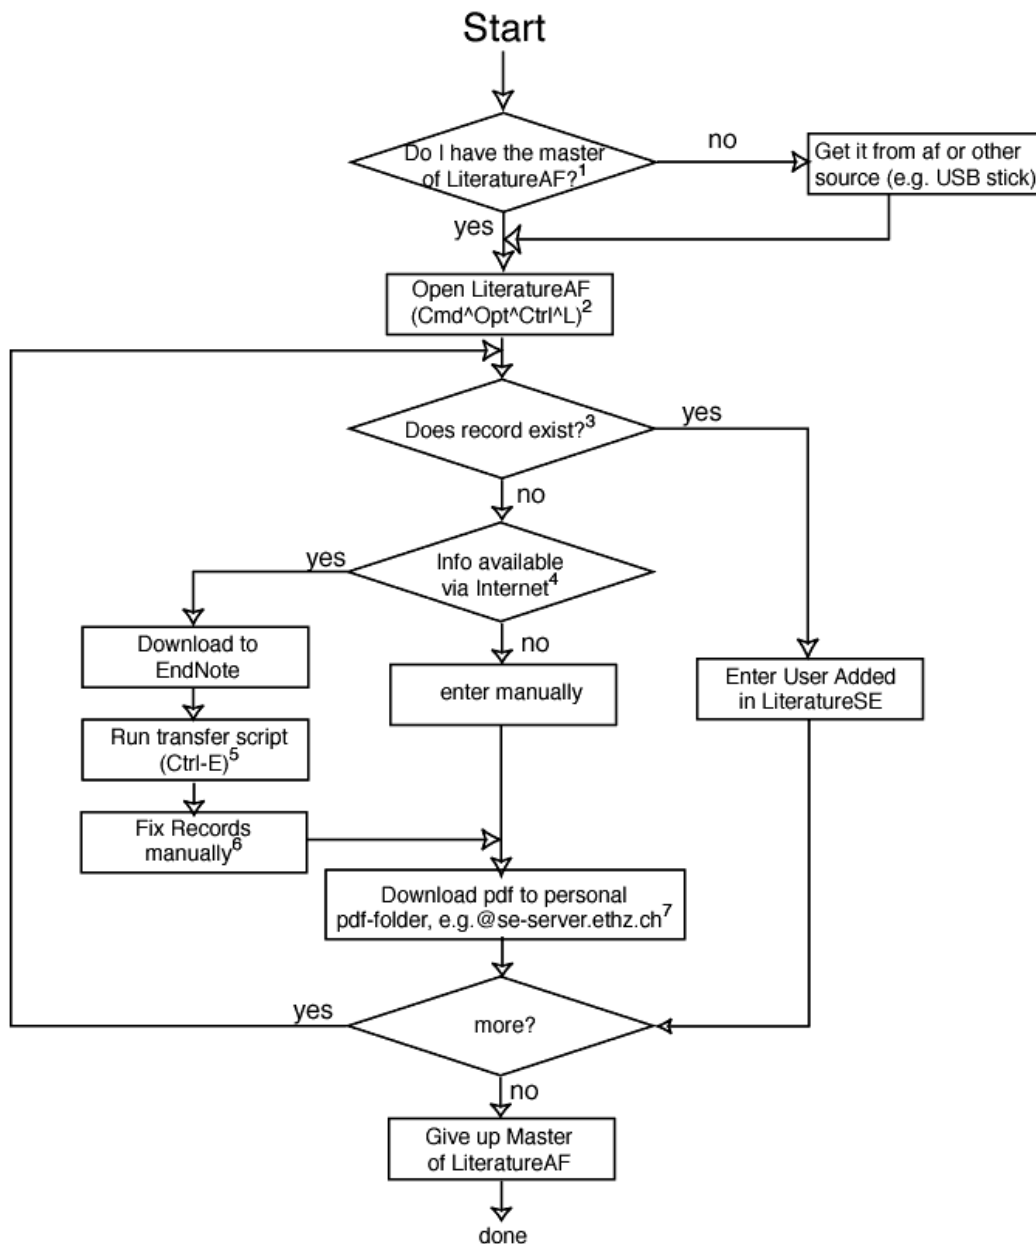 Start
Do I have the master
of LiteratureAF?1
no
Get it from af or other
source (e.g. USB stick)
yes
Open LiteratureAF
(Cmd^Opt^Ctrl^L)2
Does record exist?3
yes
no
yes
Info available
via Internet4
Download to
EndNote
no
enter manually
Enter User Added
in LiteratureSE
Run transfer script
(Ctrl-E)5
Fix Records
manually6
Download pdf to personal
pdf-folder, e.g.@se-server.ethz.ch7
yes
more?
no
Give up Master
of LiteratureAF
done